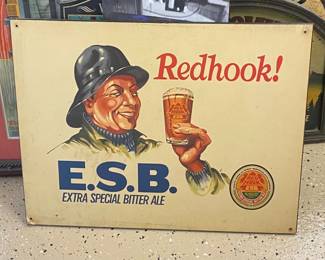 Redhook!
E.S.B.
EXTRA SPECIAL BITTER ALE